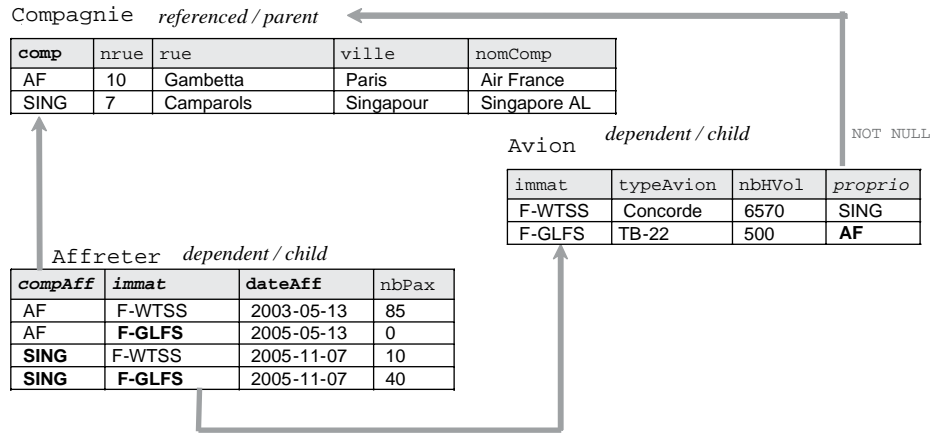 Compagnie referenced / parent
comp nrue rue ville nomComp
AF 10 Gambetta Paris Air France
SING 7 Camparols Singapour Singapore AL
Avion dependent / child NOT NULL
immat typeAvion nbHVol proprio
F-WTSS Concorde 6570 SING
F-GLFS TB-22 500 AF
Affreter dependent / child
compAff immat dateAff nbPax
AF F-WTSS 2003-05-13 85
AF F-GLFS 2005-05-13 0
SING F-WTSS 2005-11-07 10
SING F-GLFS 2005-11-07 40